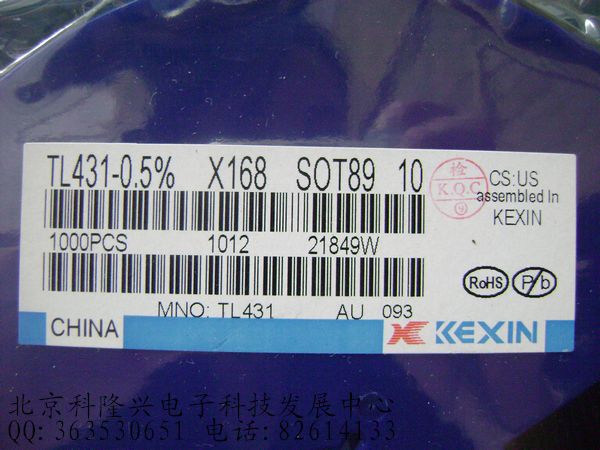 TL431-0.5% X168 SOT89 10
检
K.Q.C
CS:US
assembled In
KEXIN
1000PCS 1012 21849W
RoHS Pb
MNO: TL431 AU 093
CHINA
KEXIN
北京科隆兴电子科技发展中心
QQ:363530651 电话:82614133